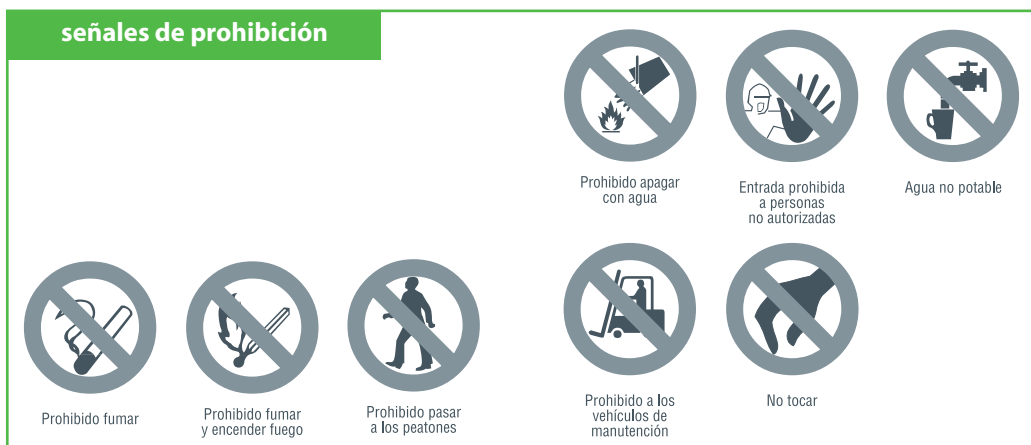 señales de prohibición
Prohibido apagar
con agua
Entrada prohibida
a personas
no autorizadas
Agua no potable
Prohibido fumar
Prohibido fumar
y encender fuego
Prohibido pasar
a los peatones
Prohibido a los
vehículos de
manutención
No tocar